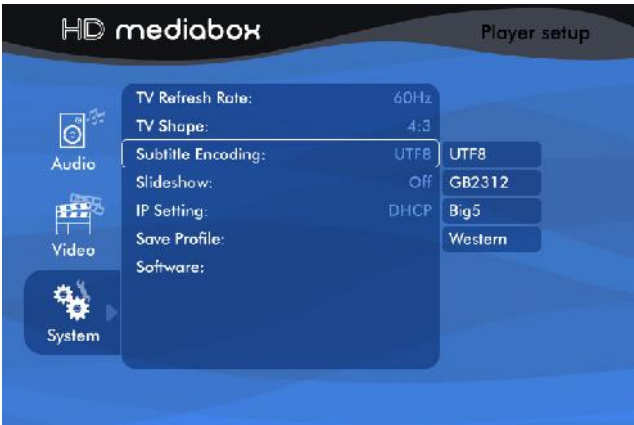 HD mediabox
Player setup
Audio
Video
System
TV Refresh Rate: 60Hz
TV Shape: 4:3
Subtitle Encoding: UTF8
Slideshow: Off
IP Setting: DHCP
Save Profile:
Software:
UTF8
GB2312
Big5
Western